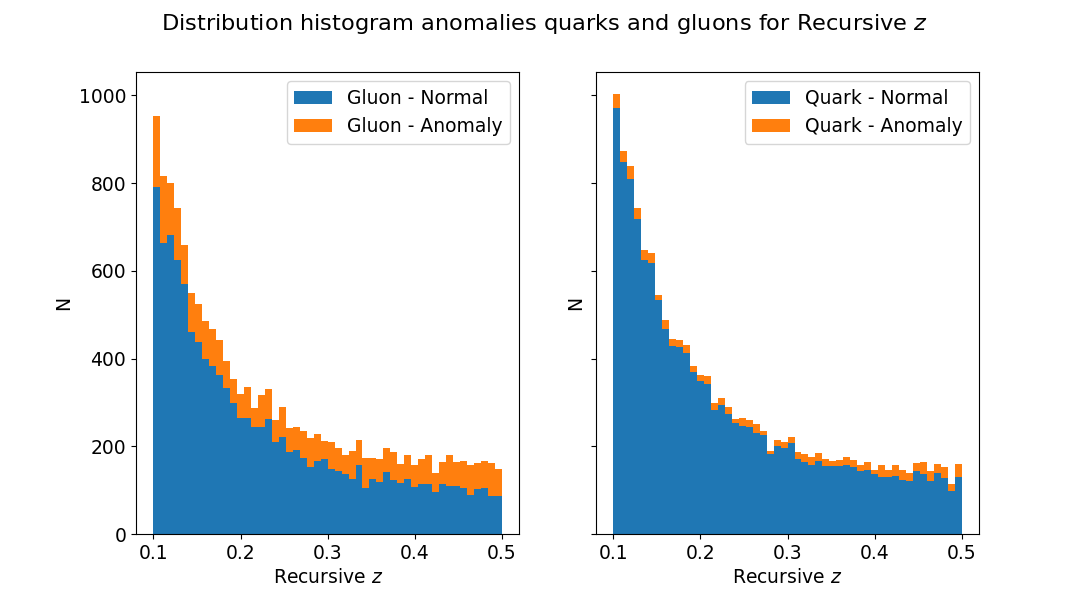 Distribution histogram anomalies quarks and gluons for Recursive z
Gluon - Normal
Gluon - Anomaly
1000
800
600
400
200
0
N
0.1 0.2 0.3 0.4 0.5
Recursive z
Quark - Normal
Quark - Anomaly
N
0.1 0.2 0.3 0.4 0.5
Recursive z